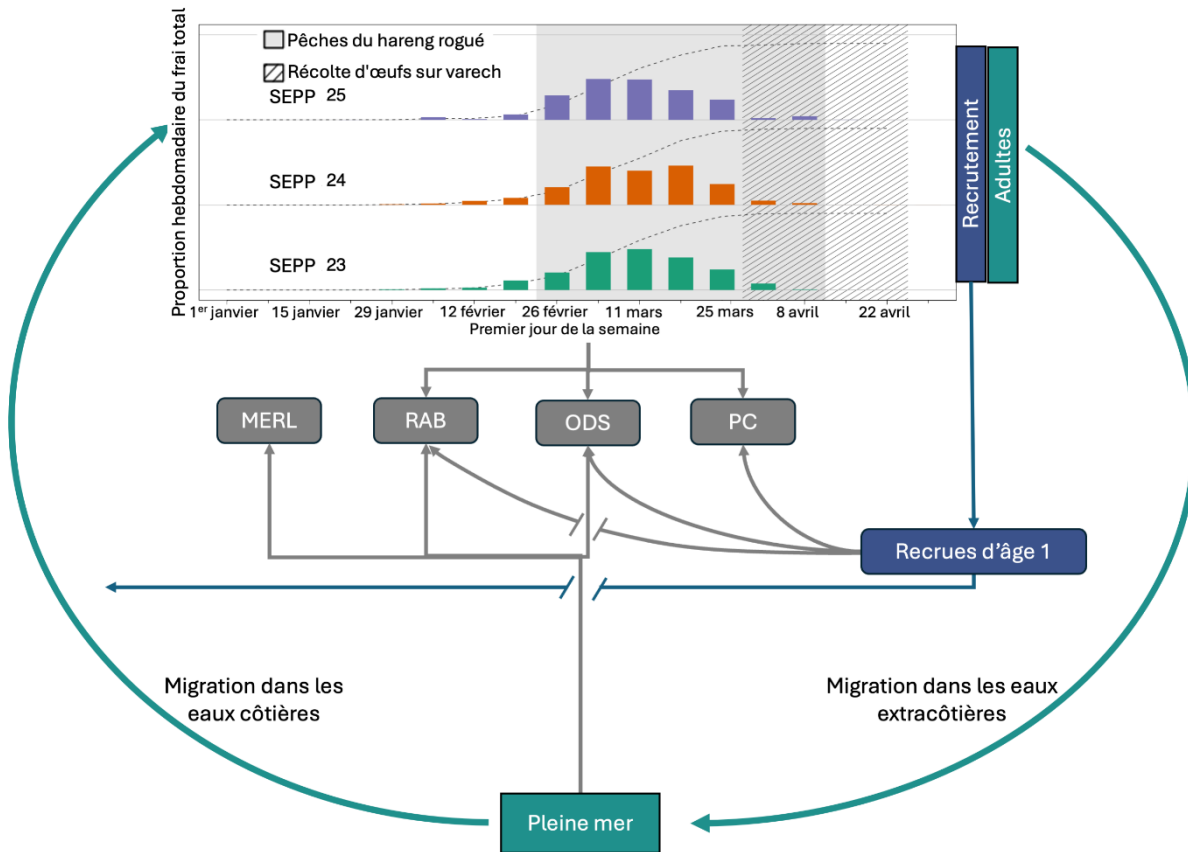 Proportion hebdomadaire du frai total
Pêches du hareng rogué
Récolte d'œufs sur varech
SEPP 25
SEPP 24
SEPP 23
1er janvier 15 janvier 29 janvier 12 février 26 février 11 mars 25 mars 8 avril 22 avril
Premier jour de la semaine
Recrutement
Adultes
MERL RAB ODS PC
Recrues d'âge 1
Migration dans les
eaux côtières
Migration dans les eaux
extracôtières
Pleine mer